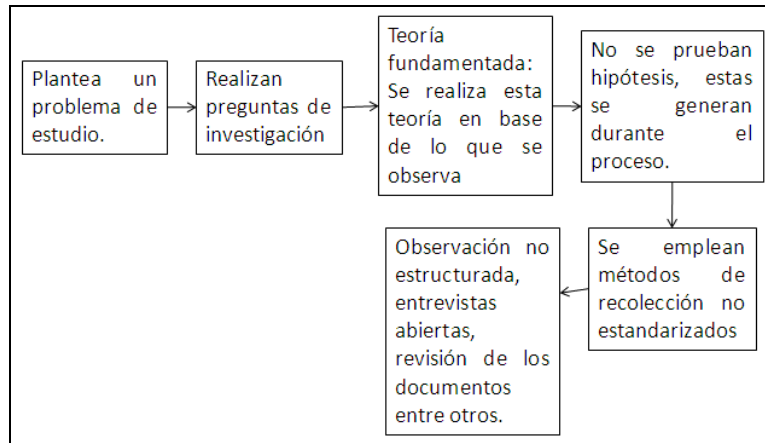 Plantea un
problema de
estudio.
Realizan
preguntas de
investigación
Teoría
fundamentada:
Se realiza esta
teoría en base
de lo que se
observa
No se prueban
hipótesis, estas
se generan
durante el
proceso.
Se emplean
métodos de
recolección no
estandarizados
Observación no
estructurada,
entrevistas
abiertas,
revisión de los
documentos
entre otros.